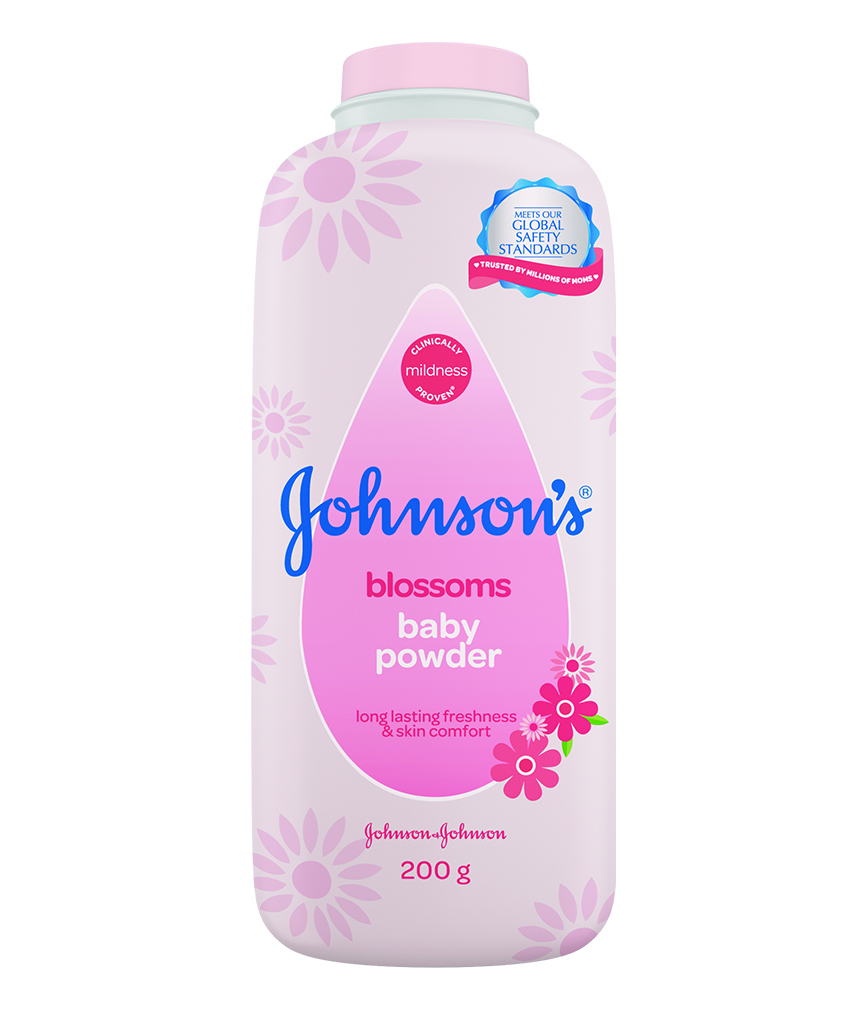 MEETS OUR
GLOBAL
SAFETY
STANDARDS
♥ TRUSTED BY MILLIONS OF MOMS ♥
CLINICALLY
mildness
PROVEN®
Johnson's®
blossoms
baby
powder
long lasting freshness
& skin comfort
Johnson & Johnson
200 g